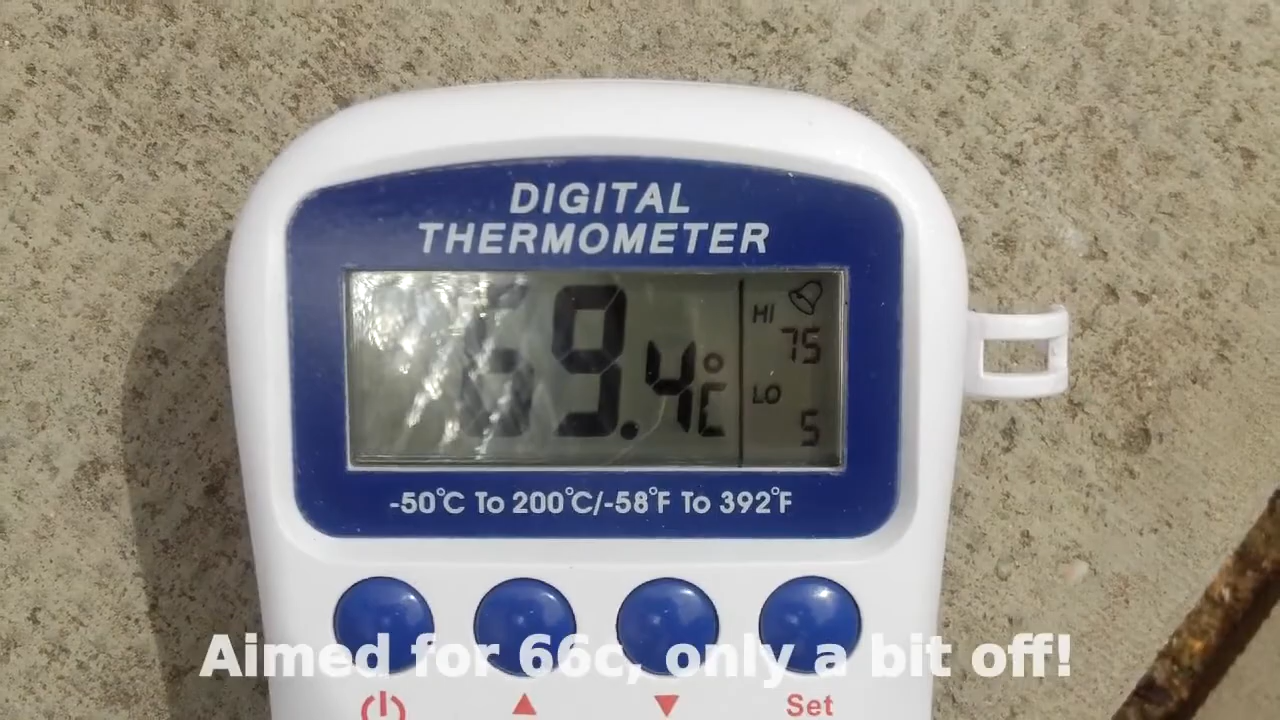 DIGITAL
THERMOMETER
69.4°C
HI
75
LO
5
-50°C To 200°C/-58°F To 392°F
Aimed for 66c, only a bit off!
Set